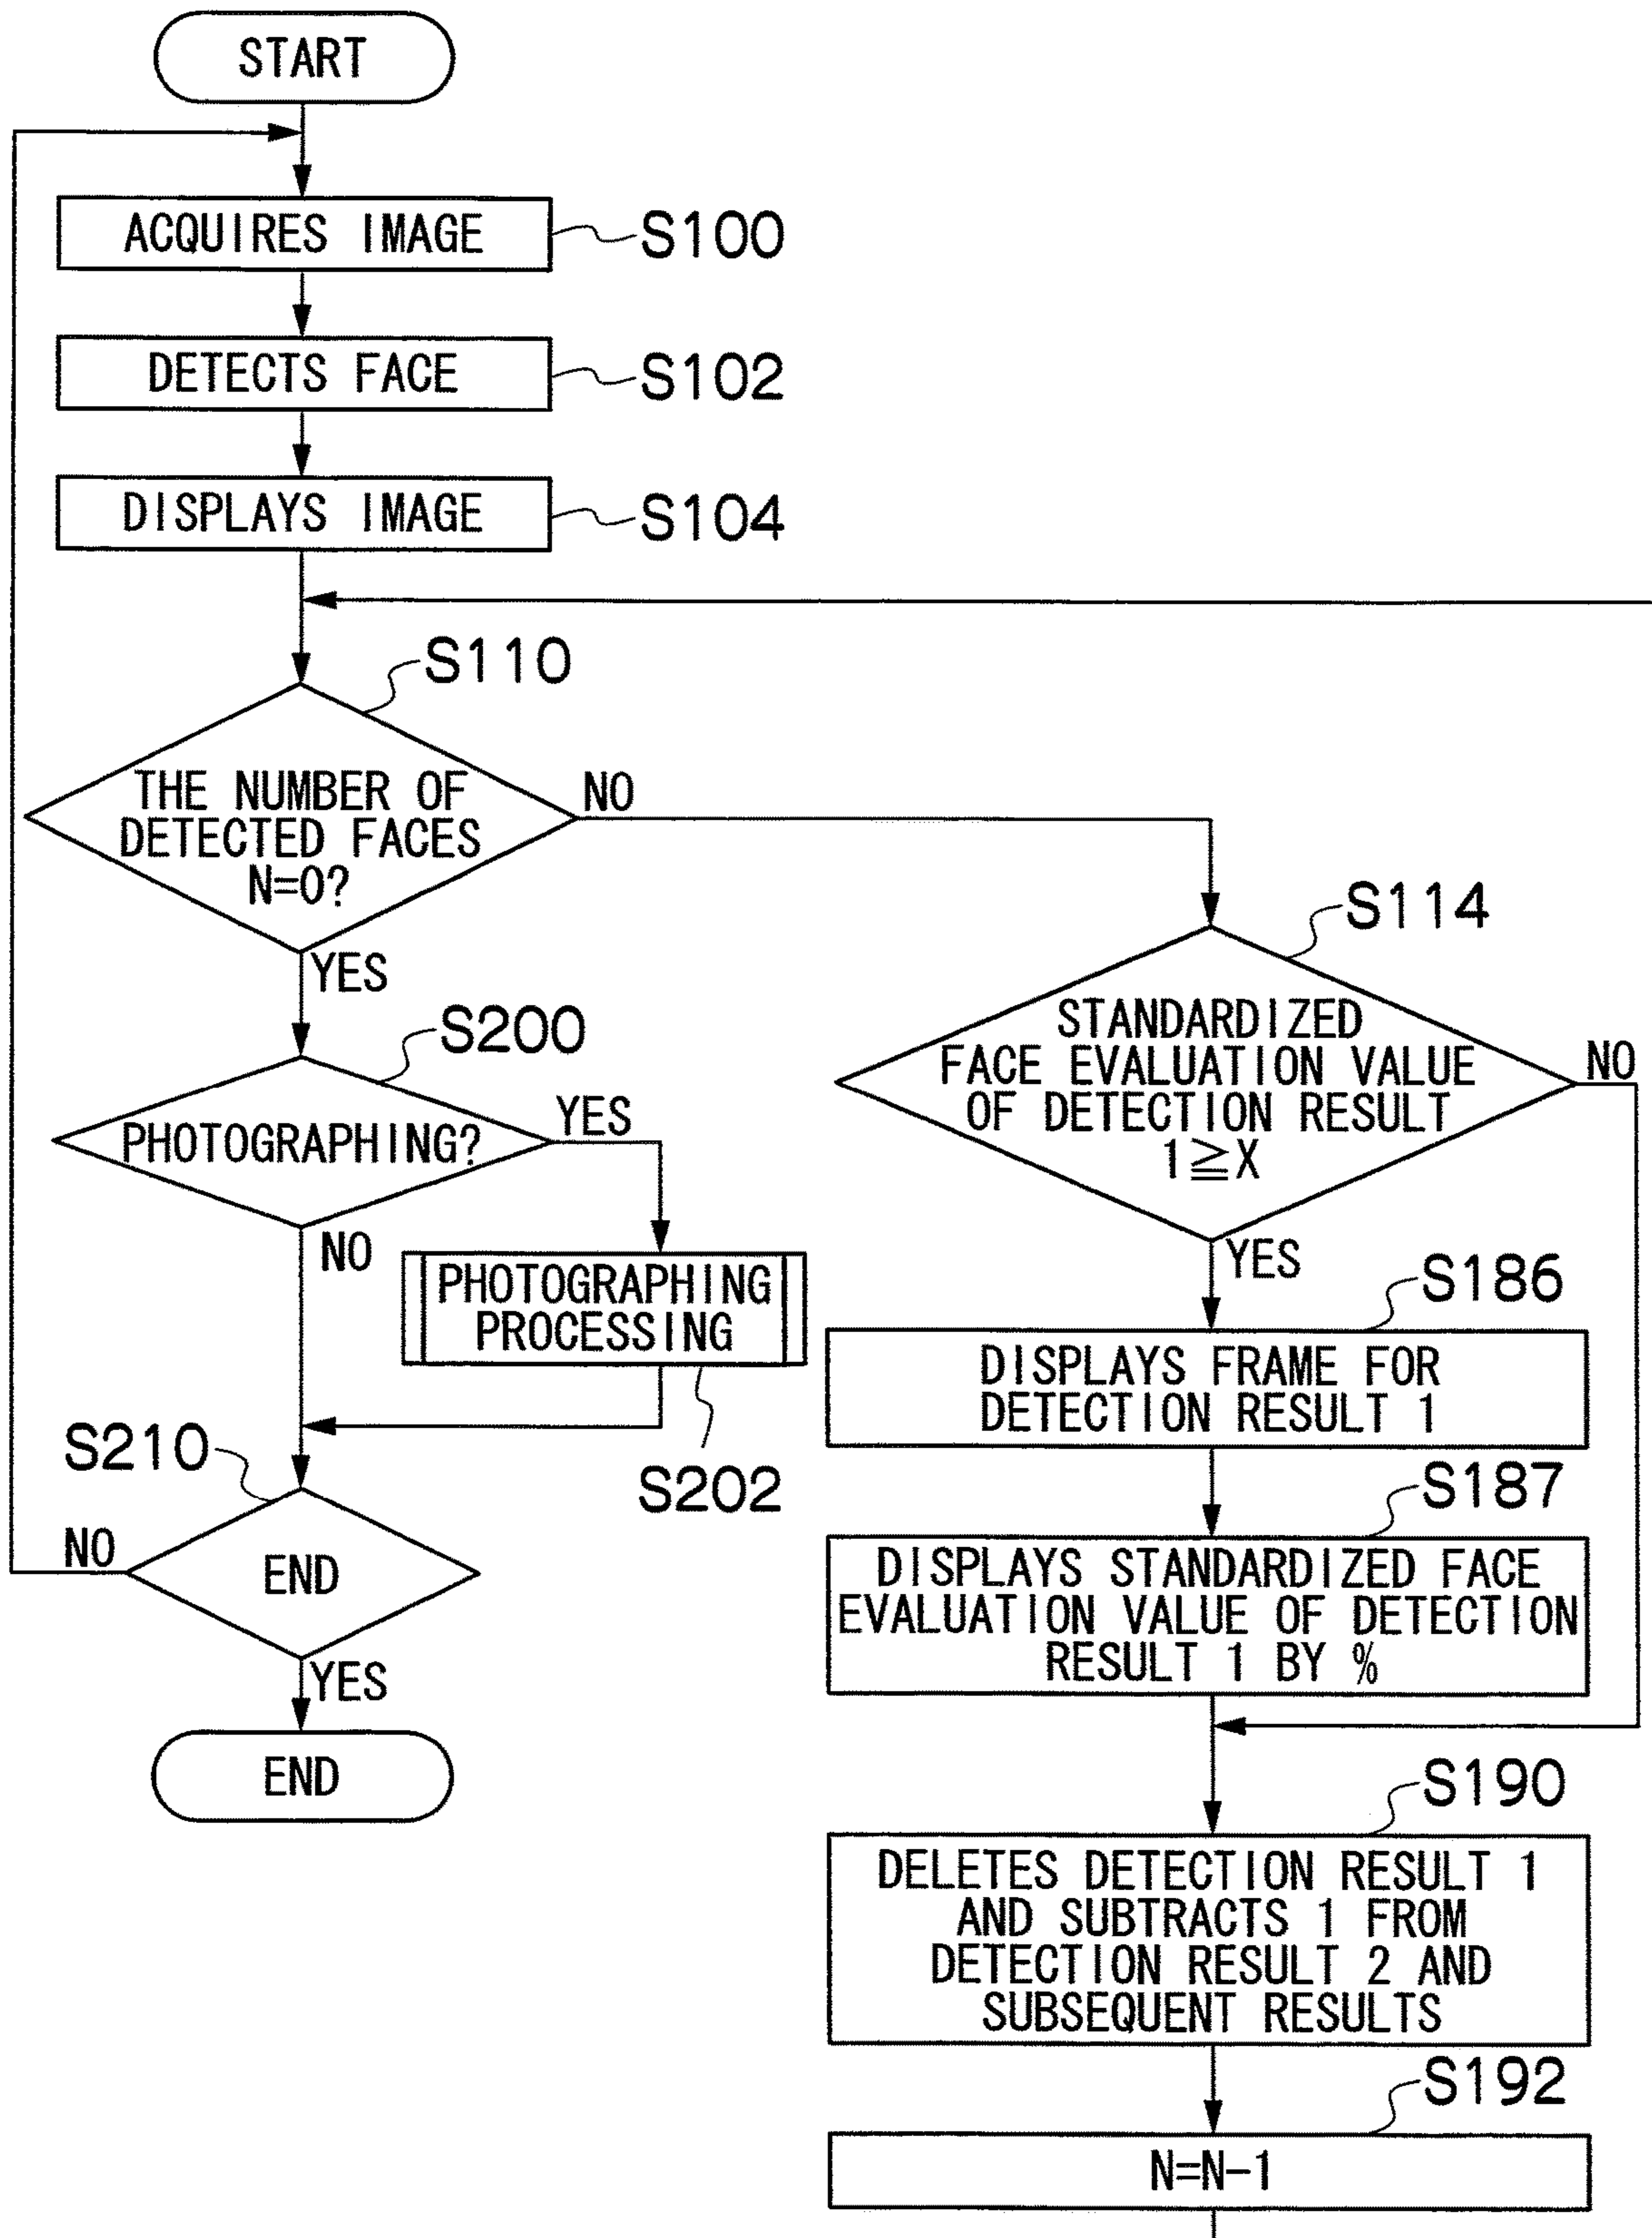 START
ACQUIRES IMAGE
S100
DETECTS FACE
S102
DISPLAYS IMAGE
S104
S110
THE NUMBER OF
DETECTED FACES
N=0?
NO
YES
S200
PHOTOGRAPHING?
YES
NO
PHOTOGRAPHING
PROCESSING
S202
S210
END
NO
YES
END
S114
STANDARDIZED
FACE EVALUATION VALUE
OF DETECTION RESULT
1≧X
NO
YES
S186
DISPLAYS FRAME FOR
DETECTION RESULT 1
S187
DISPLAYS STANDARDIZED FACE
EVALUATION VALUE OF DETECTION
RESULT 1 BY %
S190
DELETES DETECTION RESULT 1
AND SUBTRACTS 1 FROM
DETECTION RESULT 2 AND
SUBSEQUENT RESULTS
S192
N=N-1